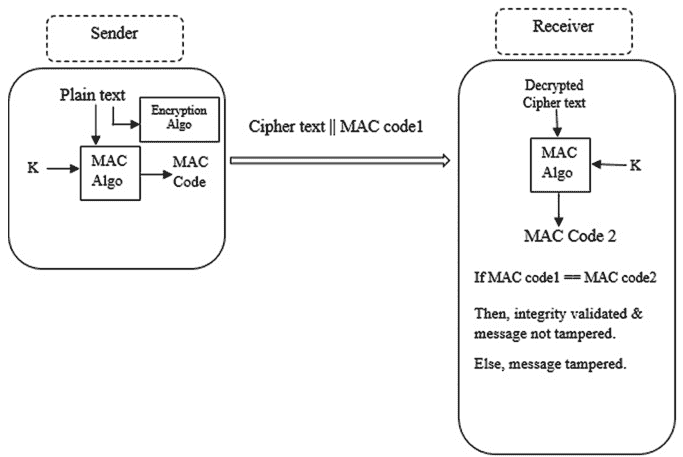 Sender
Plain text
Encryption
Algo
K
MAC
Algo
MAC
Code
Cipher text || MAC code1
Receiver
Decrypted
Cipher text
MAC
Algo
K
MAC Code 2
If MAC code1 == MAC code2
Then, integrity validated &
message not tampered.
Else, message tampered.